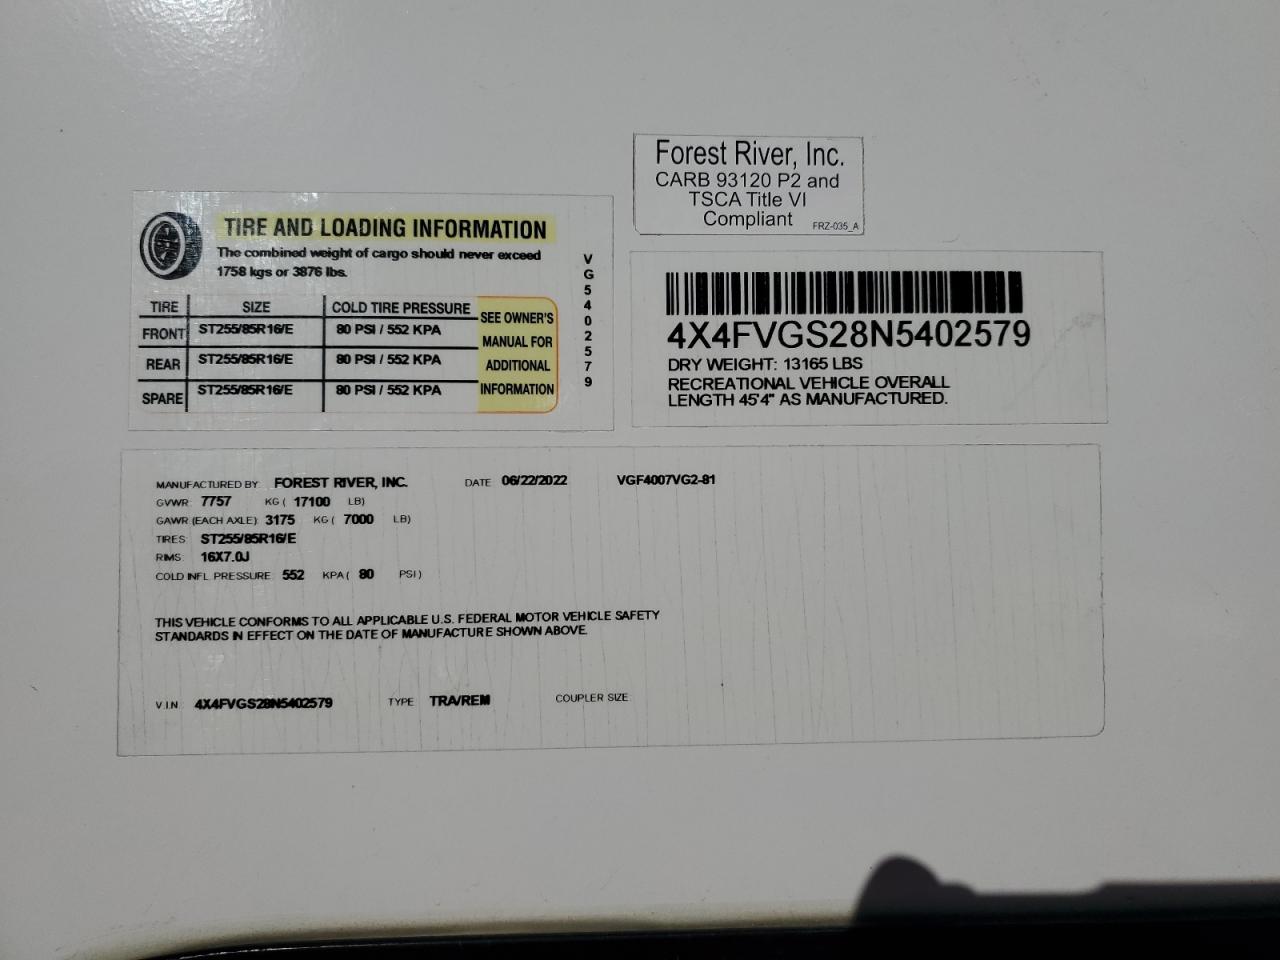 Forest River, Inc.
CARB 93120 P2 and
TSCA Title VI
Compliant
FRZ-035_A
TIRE AND LOADING INFORMATION
The combined weight of cargo should never exceed
1758 kgs or 3876 lbs.
TIRE SIZE COLD TIRE PRESSURE
FRONT ST255/85R16/E 80 PSI / 552 KPA
REAR ST255/85R16/E 80 PSI / 552 KPA
SPARE ST255/85R16/E 80 PSI / 552 KPA
SEE OWNER'S
MANUAL FOR
ADDITIONAL
INFORMATION
VG5402579
4X4FVGS28N5402579
DRY WEIGHT: 13165 LBS
RECREATIONAL VEHICLE OVERALL
LENGTH 45'4" AS MANUFACTURED.
MANUFACTURED BY: FOREST RIVER, INC. DATE 06/22/2022 VGF4007VG2-81
GVWR: 7757 KG ( 17100 LB)
GAWR (EACH AXLE): 3175 KG ( 7000 LB)
TIRES: ST255/85R16/E
RIMS: 16X7.0J
COLD INFL. PRESSURE: 552 KPA ( 80 PSI )
THIS VEHICLE CONFORMS TO ALL APPLICABLE U.S. FEDERAL MOTOR VEHICLE SAFETY
STANDARDS IN EFFECT ON THE DATE OF MANUFACTURE SHOWN ABOVE.
V.I.N. 4X4FVGS28N5402579 TYPE TRA/REM COUPLER SIZE: